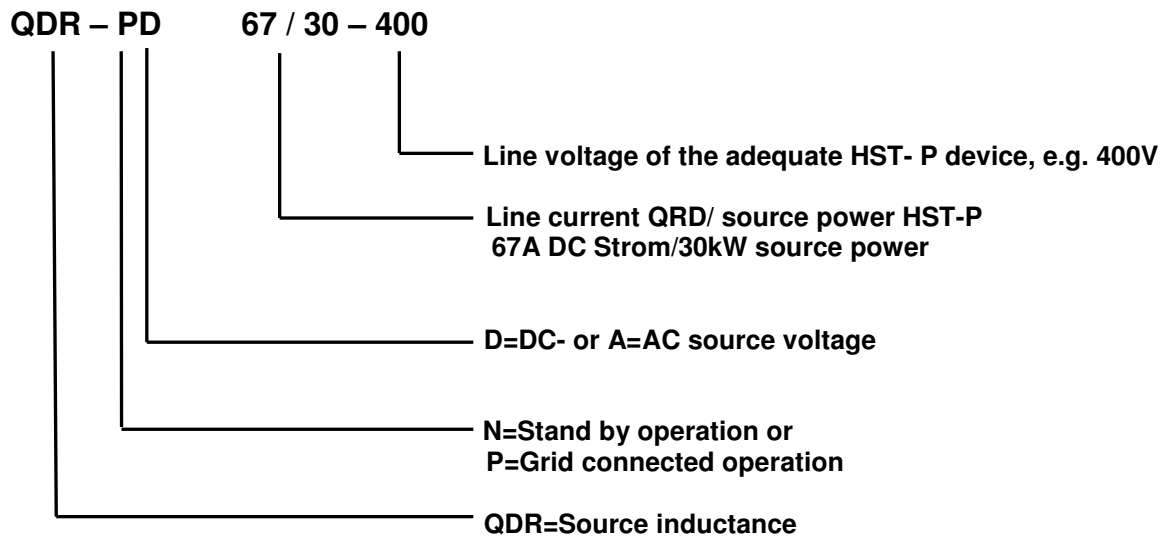 QDR – PD 67 / 30 – 400
Line voltage of the adequate HST- P device, e.g. 400V
Line current QRD/ source power HST-P
67A DC Strom/30kW source power
D=DC- or A=AC source voltage
N=Stand by operation or
P=Grid connected operation
QDR=Source inductance